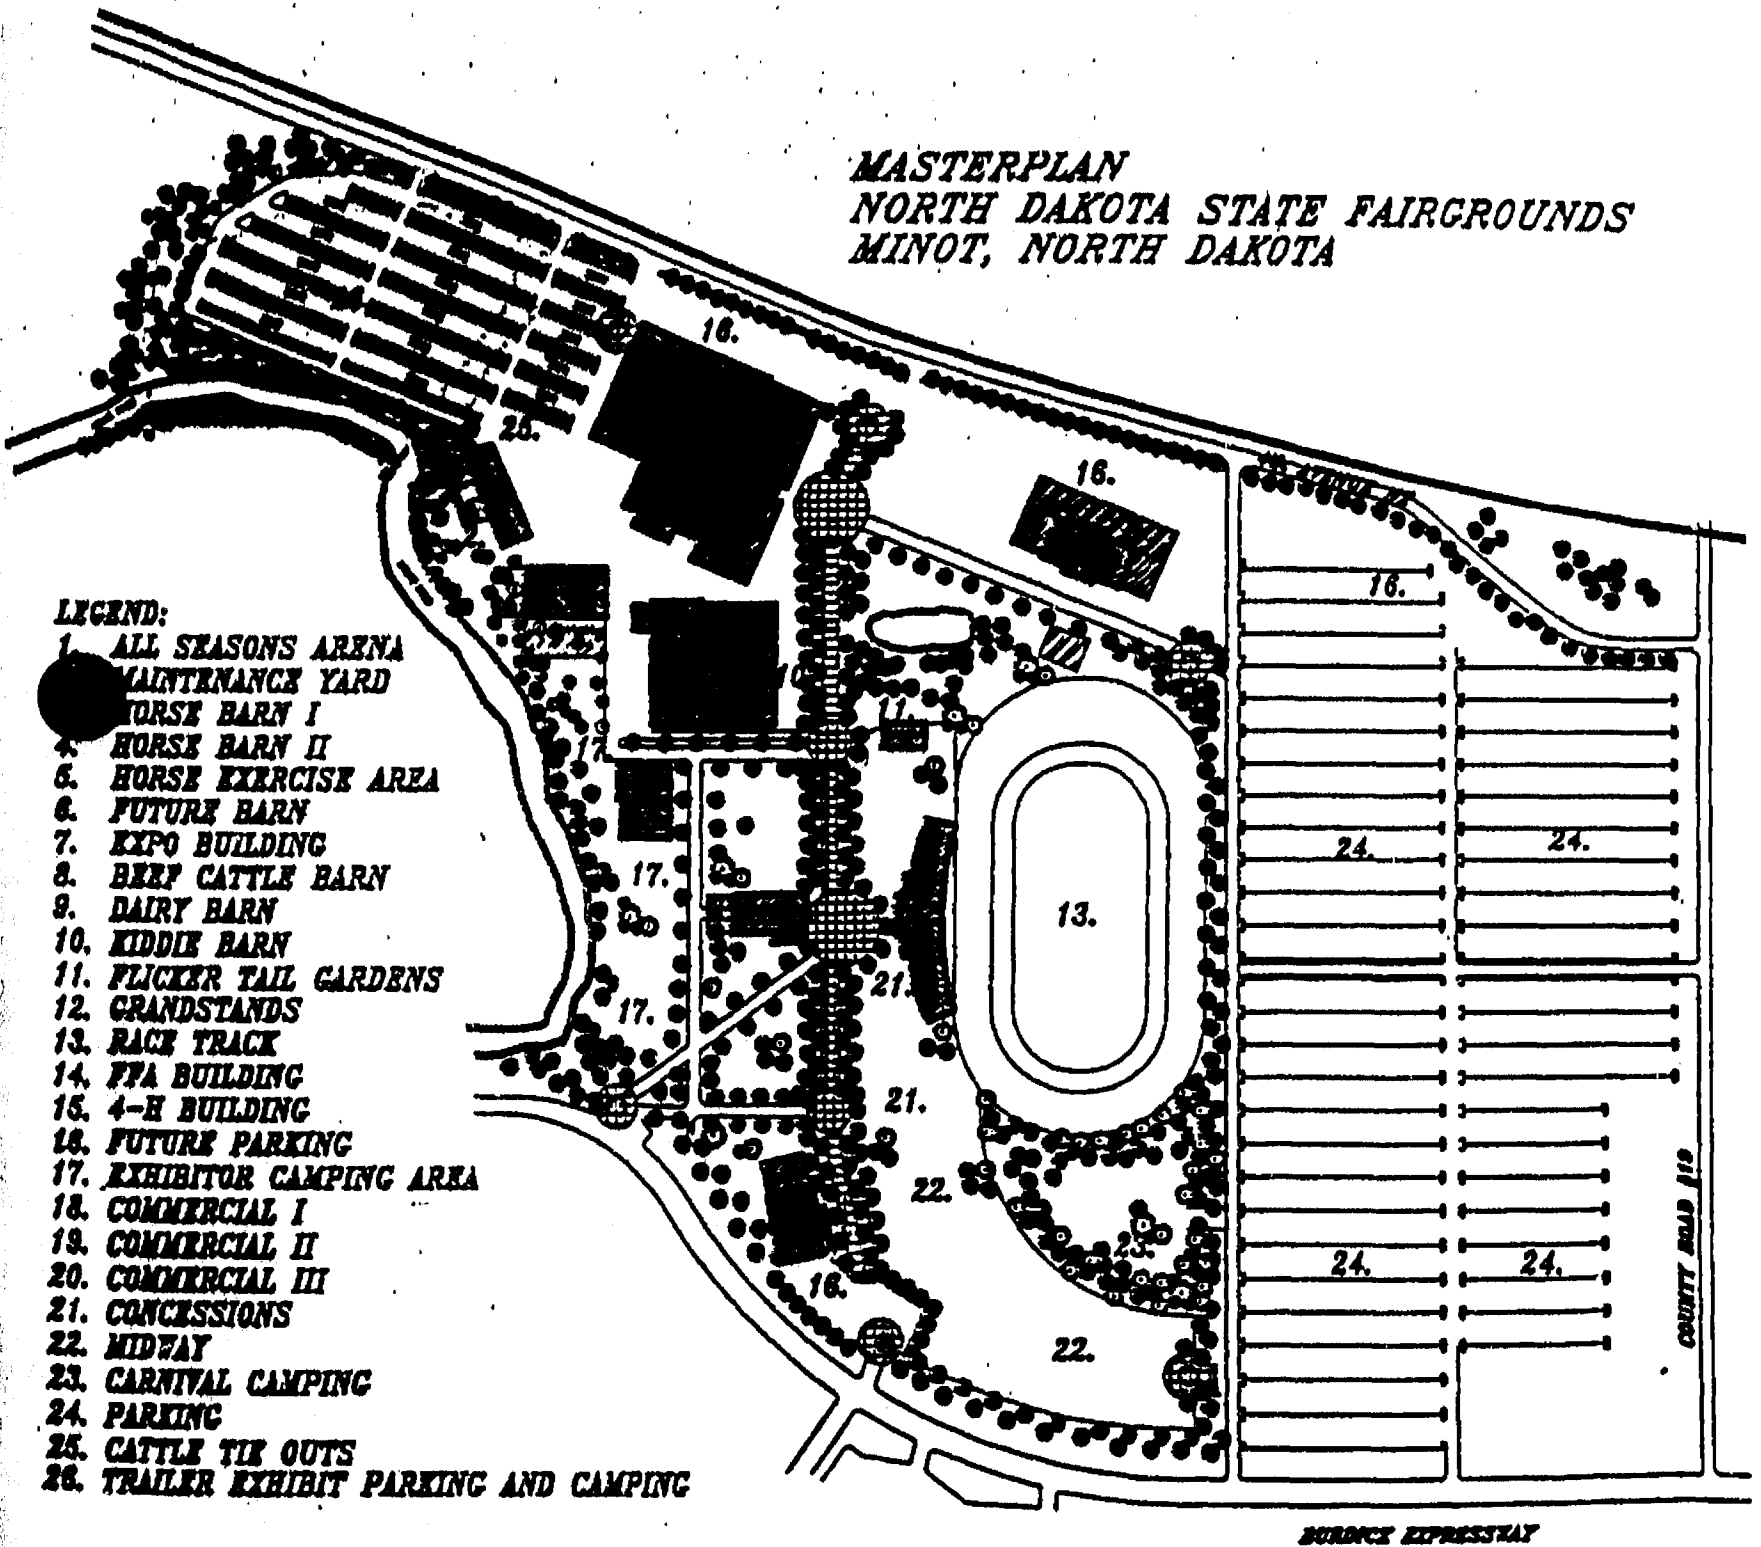 MASTERPLAN
NORTH DAKOTA STATE FAIRGROUNDS
MINOT, NORTH DAKOTA
16.
16.
25.
16.
LEGEND:
1. ALL SEASONS ARENA
MAINTENANCE YARD
HORSE BARN I
4. HORSE BARN II
5. HORSE EXERCISE AREA
6. FUTURE BARN
7. EXPO BUILDING
8. BEEF CATTLE BARN
9. DAIRY BARN
10. KIDDIE BARN
11. FLICKER TAIL GARDENS
12. GRANDSTANDS
13. RACE TRACK
14. FFA BUILDING
15. 4-H BUILDING
16. FUTURE PARKING
17. EXHIBITOR CAMPING AREA
18. COMMERCIAL I
19. COMMERCIAL II
20. COMMERCIAL III
21. CONCESSIONS
22. MIDWAY
23. CARNIVAL CAMPING
24. PARKING
25. CATTLE TIE OUTS
26. TRAILER EXHIBIT PARKING AND CAMPING
11.
17.
17.
17.
13.
24.
24.
21.
21.
22.
23.
24.
24.
16.
22.
COUNTY ROAD #19
BURDICK EXPRESSWAY